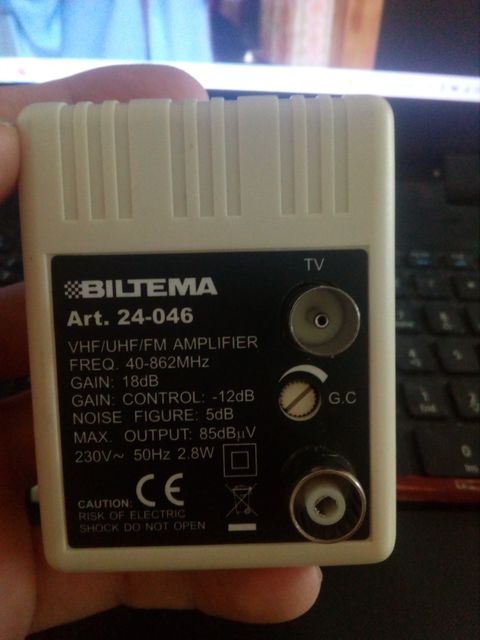 TV
BILTEMA
Art. 24-046
VHF/UHF/FM AMPLIFIER
FREQ. 40-862MHz
GAIN: 18dB
GAIN: CONTROL: -12dB
G.C
NOISE FIGURE: 5dB
MAX. OUTPUT: 85dBµV
230V~ 50Hz 2.8W
CE
CAUTION:
RISK OF ELECTRIC
SHOCK DO NOT OPEN